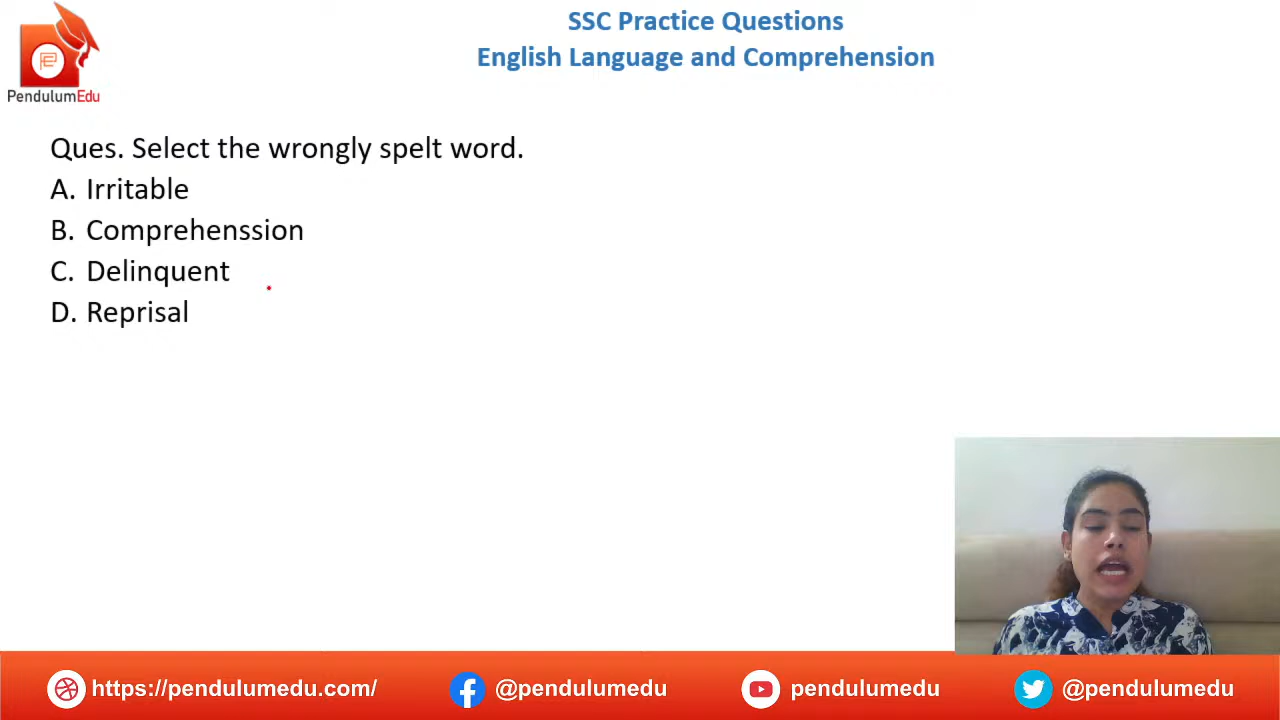 SSC Practice Questions
English Language and Comprehension
PendulumEdu
Ques. Select the wrongly spelt word.
A. Irritable
B. Comprehenssion
C. Delinquent
D. Reprisal
https://pendulumedu.com/
@pendulumedu
pendulumedu
@pendulumedu